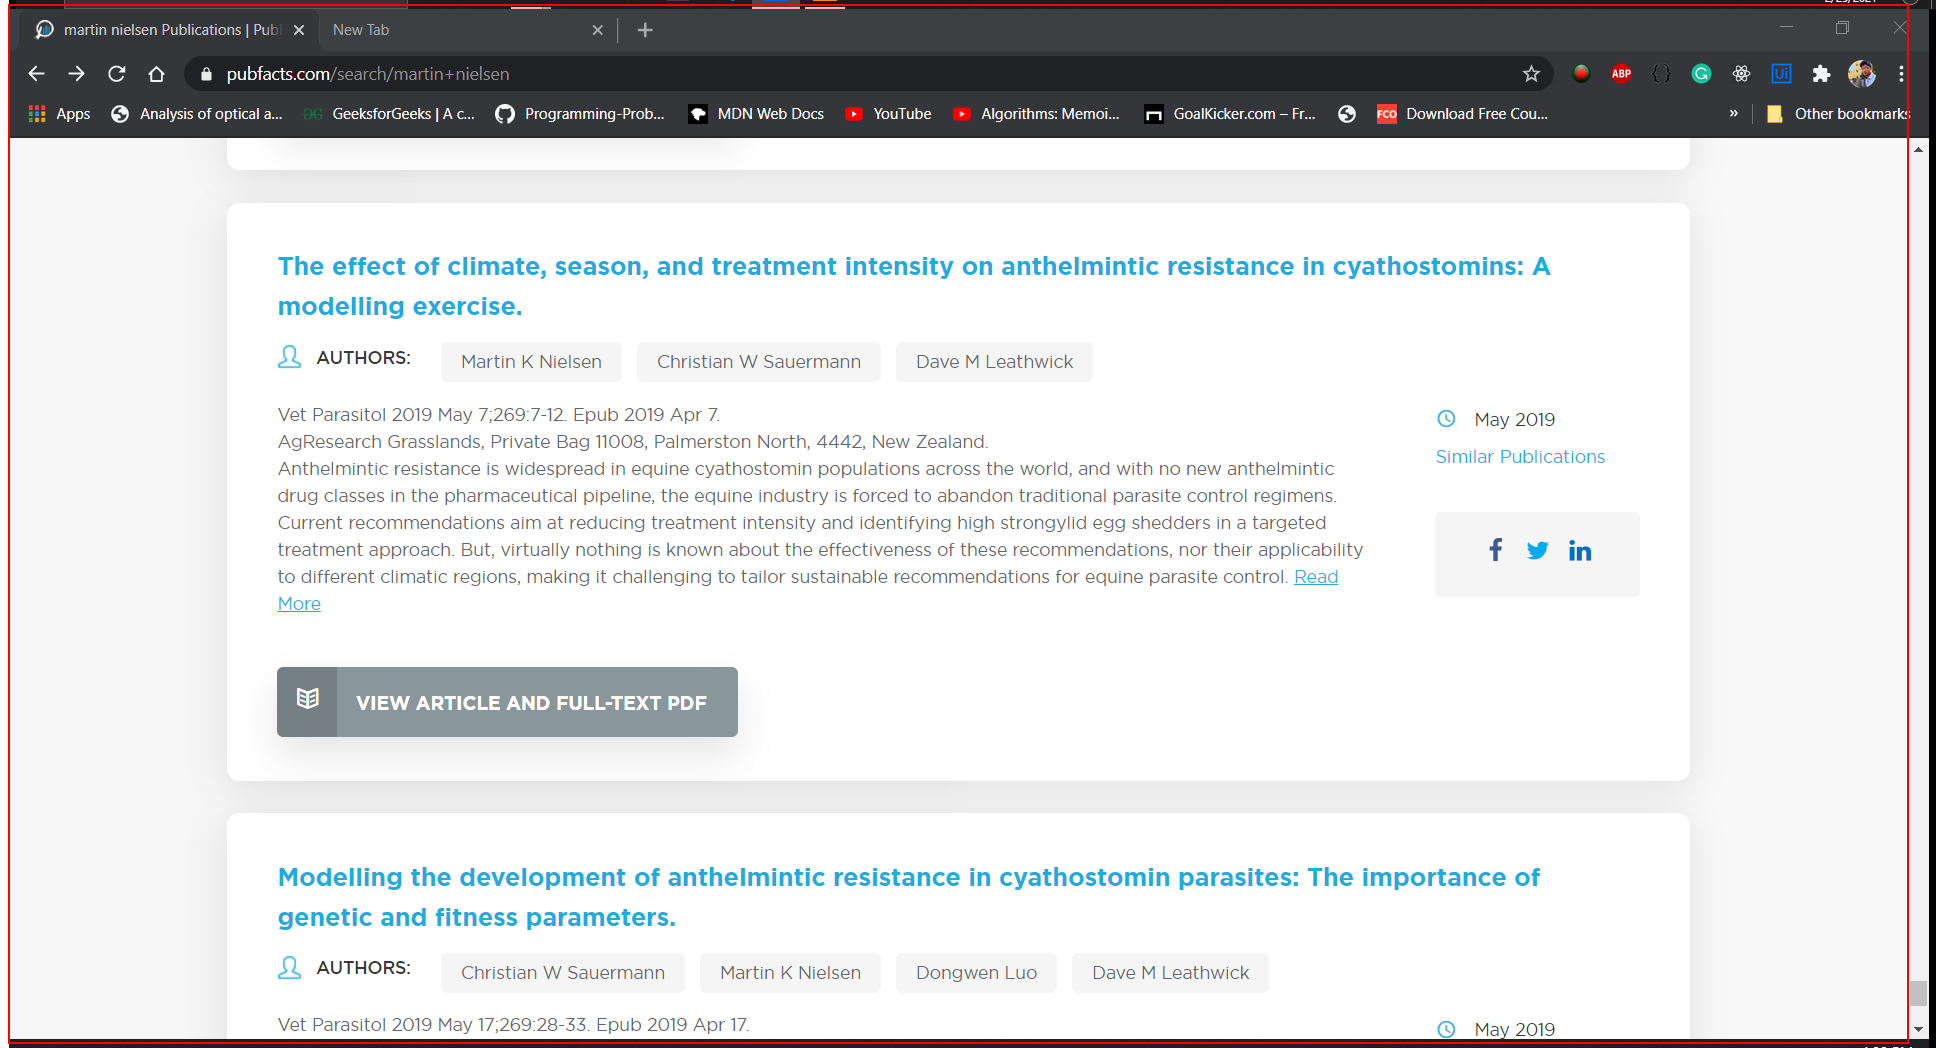 martin nielsen Publications | Pub
New Tab
pubfacts.com/search/martin+nielsen
ABP
Ui
Apps
Analysis of optical a...
GeeksforGeeks | A c...
Programming-Prob...
MDN Web Docs
YouTube
Algorithms: Memoi...
GoalKicker.com – Fr...
FCO
Download Free Cou...
»
Other bookmarks
The effect of climate, season, and treatment intensity on anthelmintic resistance in cyathostomins: A
modelling exercise.
AUTHORS:
Martin K Nielsen
Christian W Sauermann
Dave M Leathwick
Vet Parasitol 2019 May 7;269:7-12. Epub 2019 Apr 7.
AgResearch Grasslands, Private Bag 11008, Palmerston North, 4442, New Zealand.
Anthelmintic resistance is widespread in equine cyathostomin populations across the world, and with no new anthelmintic
drug classes in the pharmaceutical pipeline, the equine industry is forced to abandon traditional parasite control regimens.
Current recommendations aim at reducing treatment intensity and identifying high strongylid egg shedders in a targeted
treatment approach. But, virtually nothing is known about the effectiveness of these recommendations, nor their applicability
to different climatic regions, making it challenging to tailor sustainable recommendations for equine parasite control. Read
More
May 2019
Similar Publications
VIEW ARTICLE AND FULL-TEXT PDF
Modelling the development of anthelmintic resistance in cyathostomin parasites: The importance of
genetic and fitness parameters.
AUTHORS:
Christian W Sauermann
Martin K Nielsen
Dongwen Luo
Dave M Leathwick
Vet Parasitol 2019 May 17;269:28-33. Epub 2019 Apr 17.
May 2019